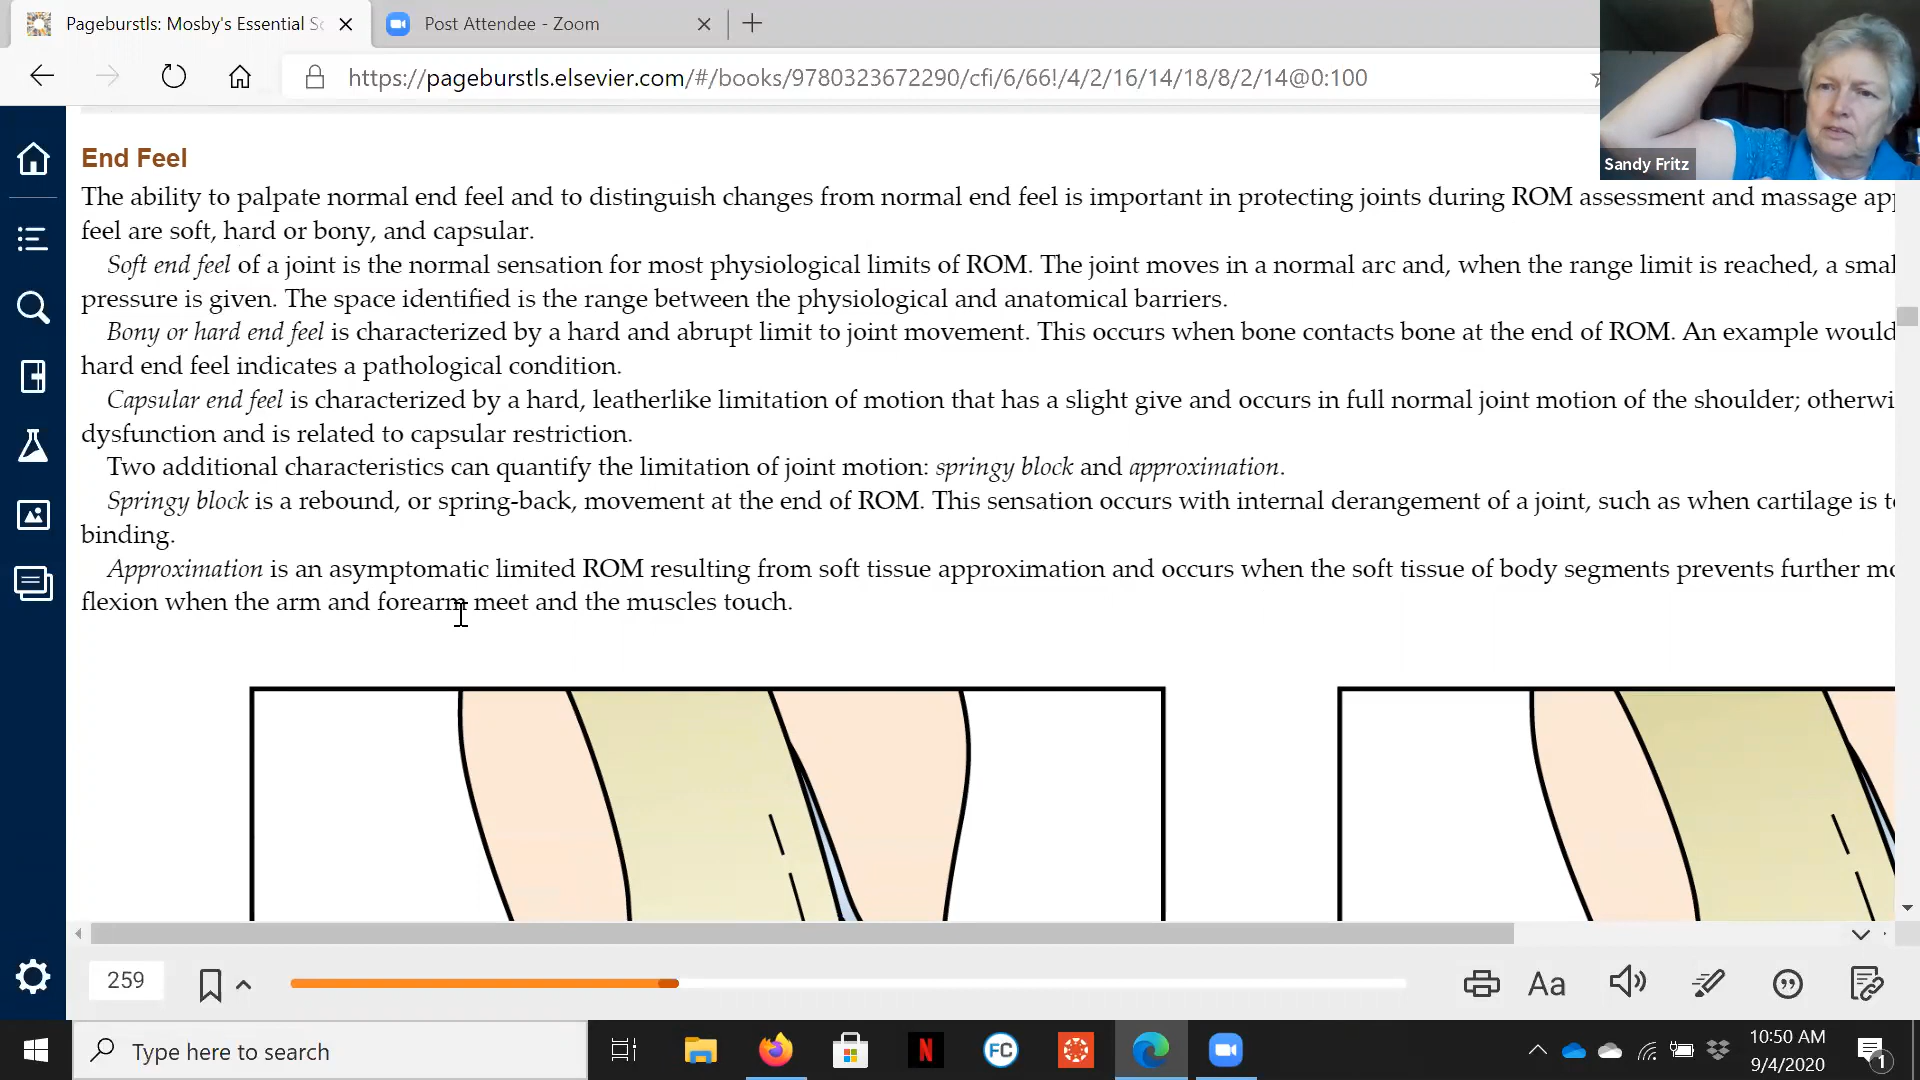 Pageburstls: Mosby's Essential Sc
Post Attendee - Zoom
https://pageburstls.elsevier.com/#/books/9780323672290/cfi/6/66!/4/2/16/14/18/8/2/14@0:100
Sandy Fritz
End Feel
The ability to palpate normal end feel and to distinguish changes from normal end feel is important in protecting joints during ROM assessment and massage app
feel are soft, hard or bony, and capsular.
Soft end feel of a joint is the normal sensation for most physiological limits of ROM. The joint moves in a normal arc and, when the range limit is reached, a smal
pressure is given. The space identified is the range between the physiological and anatomical barriers.
Bony or hard end feel is characterized by a hard and abrupt limit to joint movement. This occurs when bone contacts bone at the end of ROM. An example would
hard end feel indicates a pathological condition.
Capsular end feel is characterized by a hard, leatherlike limitation of motion that has a slight give and occurs in full normal joint motion of the shoulder; otherwi
dysfunction and is related to capsular restriction.
Two additional characteristics can quantify the limitation of joint motion: springy block and approximation.
Springy block is a rebound, or spring-back, movement at the end of ROM. This sensation occurs with internal derangement of a joint, such as when cartilage is to
binding.
Approximation is an asymptomatic limited ROM resulting from soft tissue approximation and occurs when the soft tissue of body segments prevents further mo
flexion when the arm and forearm meet and the muscles touch.
259
Aa
Type here to search
N
FC
10:50 AM
9/4/2020
1